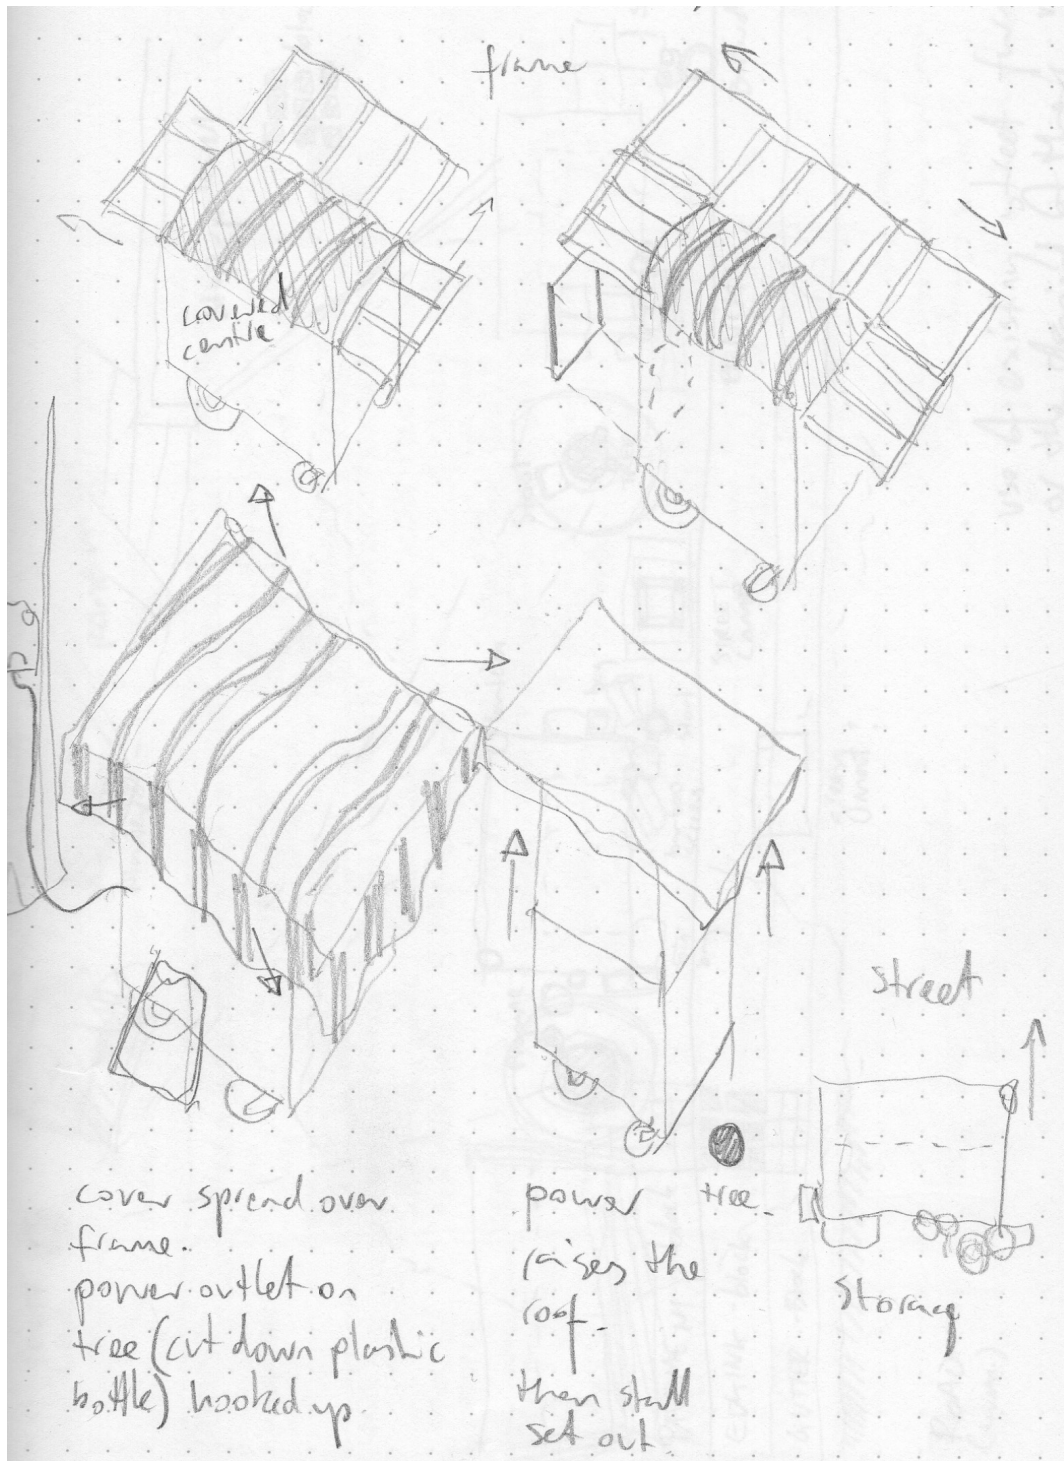 frame
covered
centre
street
cover spread over
frame.
power outlet on
tree (cut down plastic
bottle) hooked up
power
raises the
roof.
then stall
set out
tree.
Storag